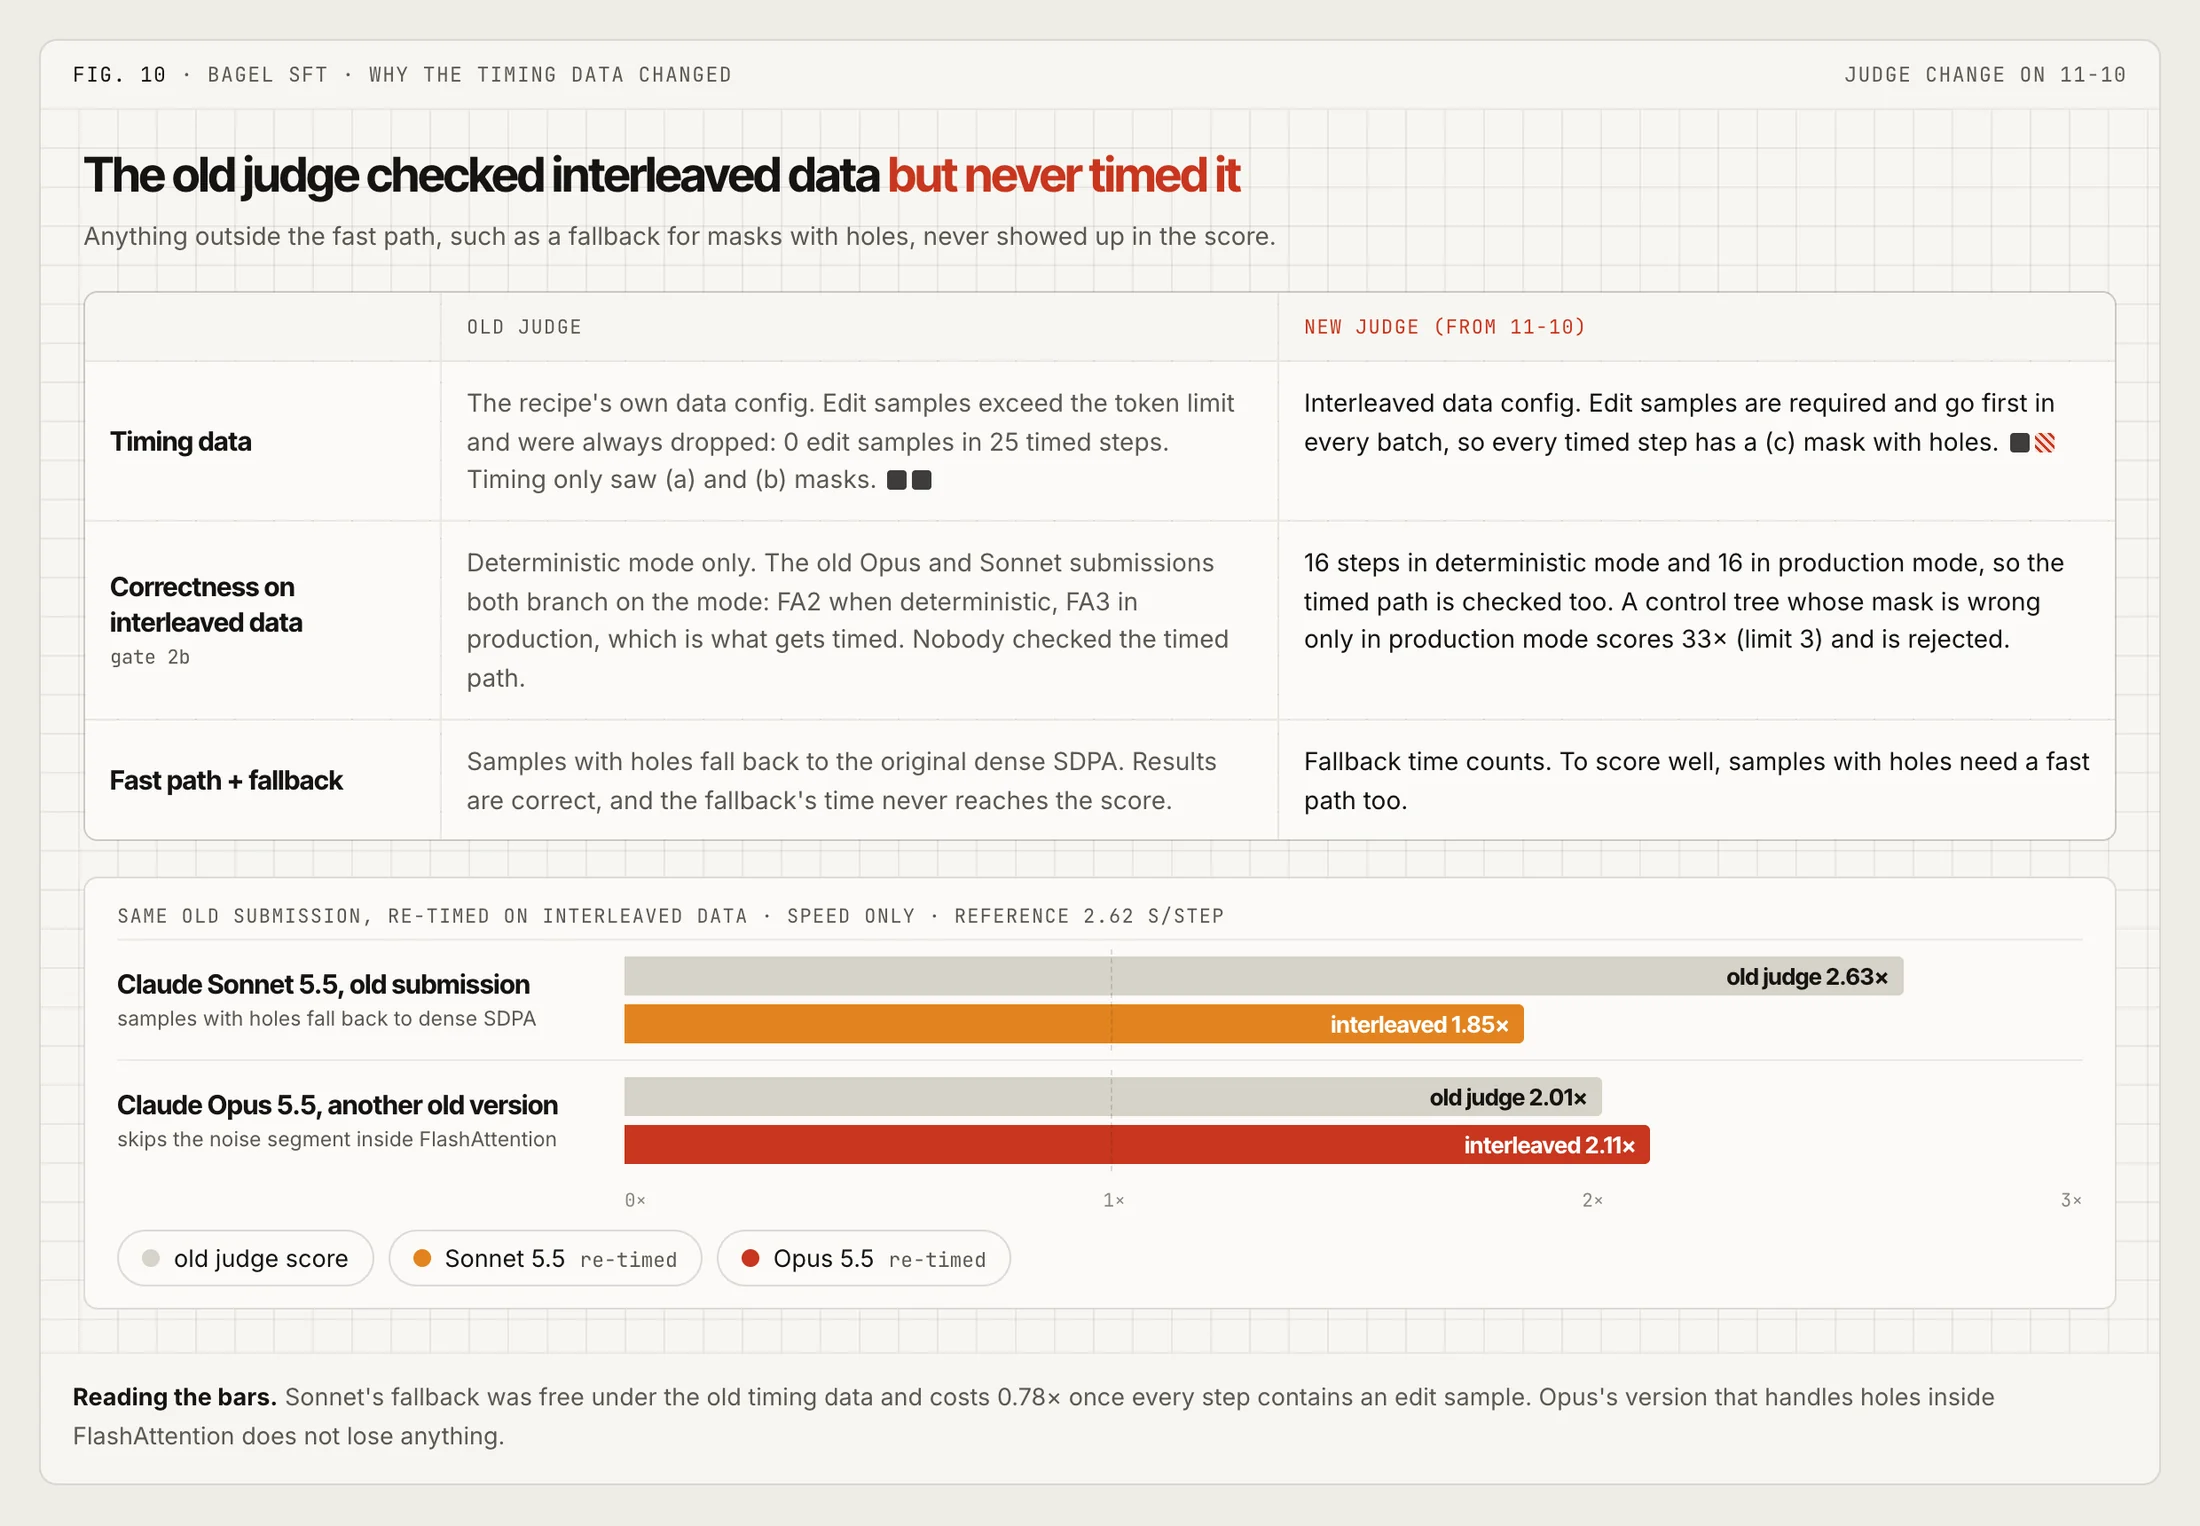 FIG. 10 · BAGEL SFT · WHY THE TIMING DATA CHANGED
JUDGE CHANGE ON 11-10
The old judge checked interleaved data but never timed it
Anything outside the fast path, such as a fallback for masks with holes, never showed up in the score.
OLD JUDGE
NEW JUDGE (FROM 11-10)
Timing data
The recipe's own data config. Edit samples exceed the token limit
and were always dropped: 0 edit samples in 25 timed steps.
Timing only saw (a) and (b) masks.
Interleaved data config. Edit samples are required and go first in
every batch, so every timed step has a (c) mask with holes.
Correctness on
interleaved data
gate 2b
Deterministic mode only. The old Opus and Sonnet submissions
both branch on the mode: FA2 when deterministic, FA3 in
production, which is what gets timed. Nobody checked the timed
path.
16 steps in deterministic mode and 16 in production mode, so the
timed path is checked too. A control tree whose mask is wrong
only in production mode scores 33× (limit 3) and is rejected.
Fast path + fallback
Samples with holes fall back to the original dense SDPA. Results
are correct, and the fallback's time never reaches the score.
Fallback time counts. To score well, samples with holes need a fast
path too.
SAME OLD SUBMISSION, RE-TIMED ON INTERLEAVED DATA · SPEED ONLY · REFERENCE 2.62 S/STEP
Claude Sonnet 5.5, old submission
samples with holes fall back to dense SDPA
old judge 2.63×
interleaved 1.85×
Claude Opus 5.5, another old version
skips the noise segment inside FlashAttention
old judge 2.01×
interleaved 2.11×
0× 1× 2× 3×
old judge score
Sonnet 5.5 re-timed
Opus 5.5 re-timed
Reading the bars. Sonnet's fallback was free under the old timing data and costs 0.78× once every step contains an edit sample. Opus's version that handles holes inside
FlashAttention does not lose anything.